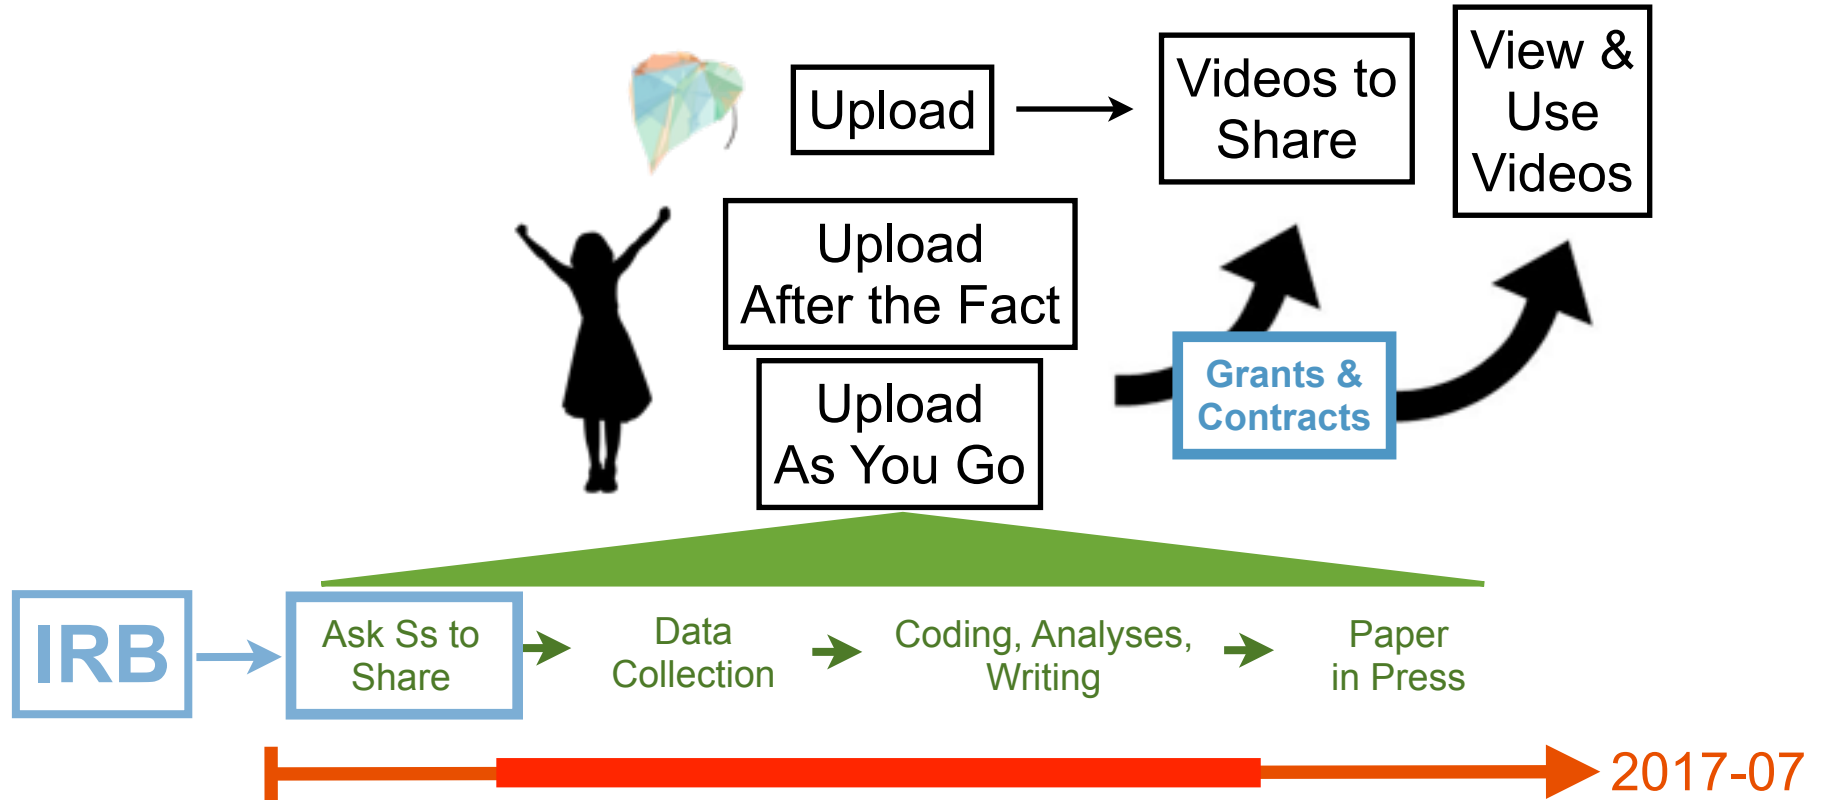 Upload
Videos to
Share
View &
Use
Videos
Upload
After the Fact
Upload
As You Go
Grants &
Contracts
IRB
Ask Ss to
Share
Data
Collection
Coding, Analyses,
Writing
Paper
in Press
2017-07